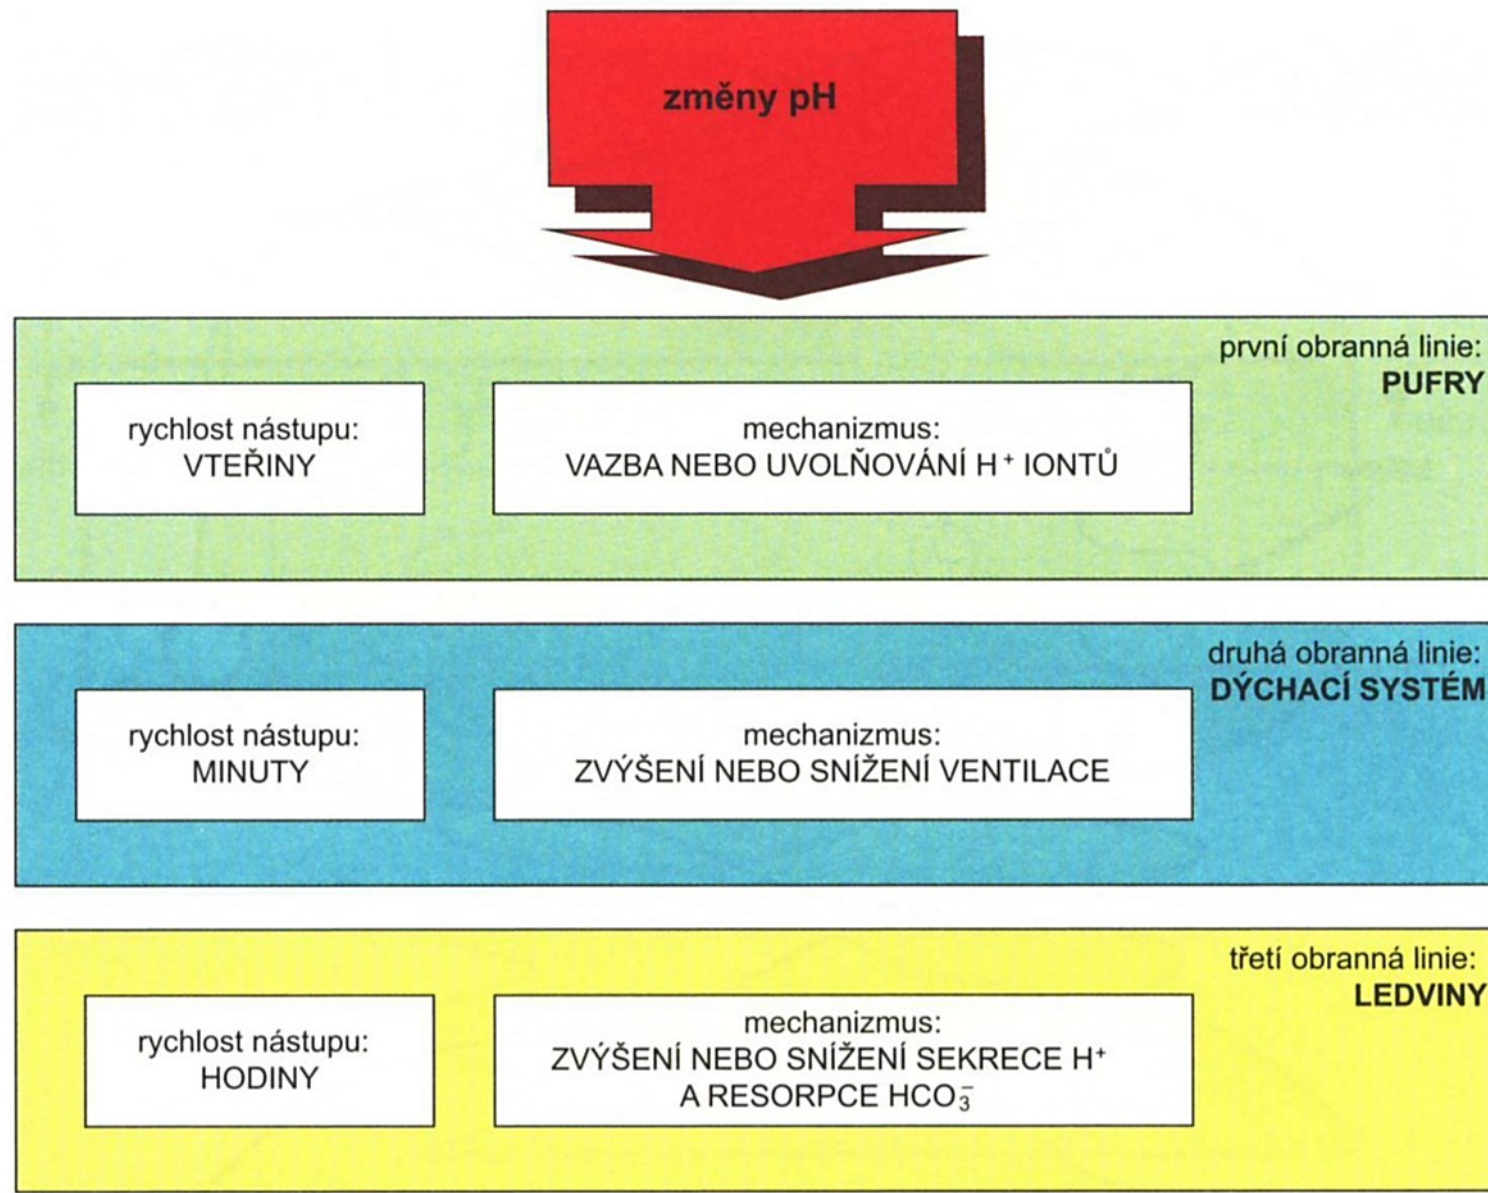 změny pH
první obranná linie:
PUFRY
rychlost nástupu:
VTEŘINY
mechanizmus:
VAZBA NEBO UVOLŇOVÁNÍ H⁺ IONTŮ
druhá obranná linie:
DÝCHACÍ SYSTÉM
rychlost nástupu:
MINUTY
mechanizmus:
ZVÝŠENÍ NEBO SNÍŽENÍ VENTILACE
třetí obranná linie:
LEDVINY
rychlost nástupu:
HODINY
mechanizmus:
ZVÝŠENÍ NEBO SNÍŽENÍ SEKRECE H⁺
A RESORPCE HCO₃⁻